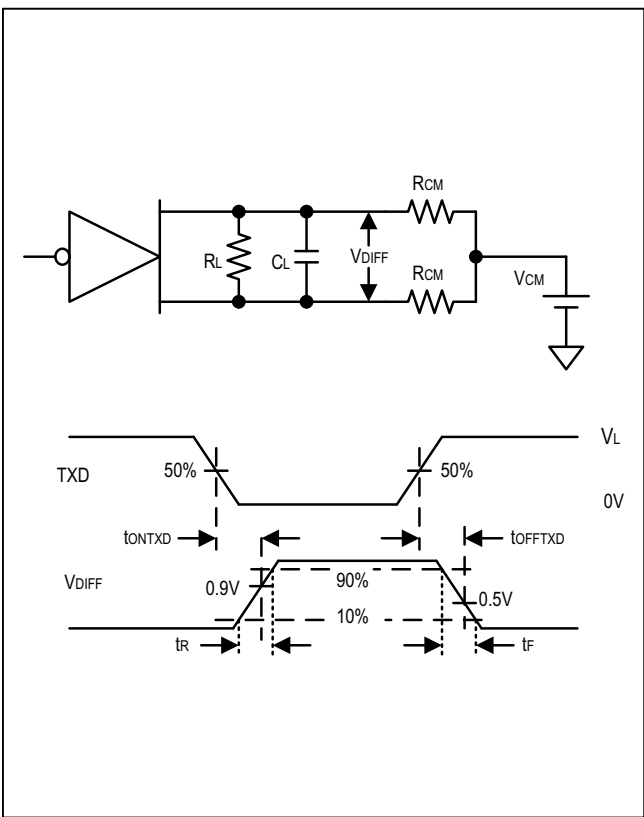 RCM
RL
CL
VDIFF
RCM
VCM
VL
TXD
50%
50%
0V
tONTXD
tOFFTXD
VDIFF
0.9V
90%
0.5V
10%
tR
tF